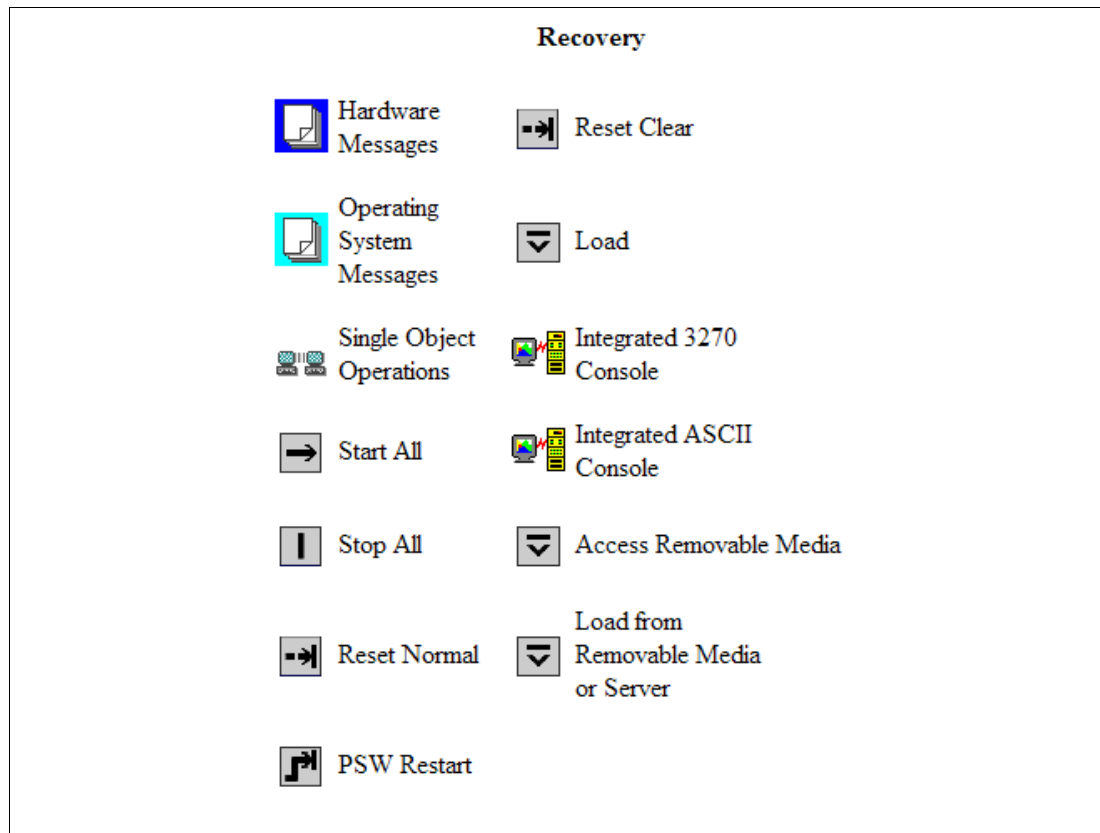 Recovery
Hardware
Messages
Reset Clear
Operating
System
Messages
Load
Single Object
Operations
Integrated 3270
Console
Start All
Integrated ASCII
Console
Stop All
Access Removable Media
Reset Normal
Load from
Removable Media
or Server
PSW Restart